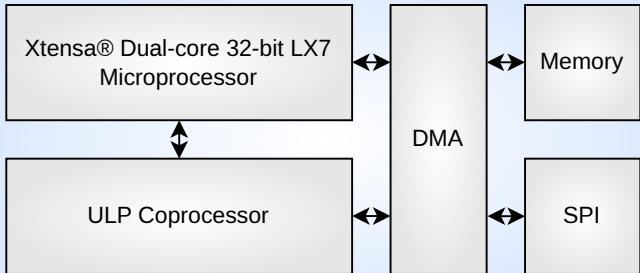 Xtensa® Dual-core 32-bit LX7
Microprocessor
DMA
Memory
ULP Coprocessor
SPI